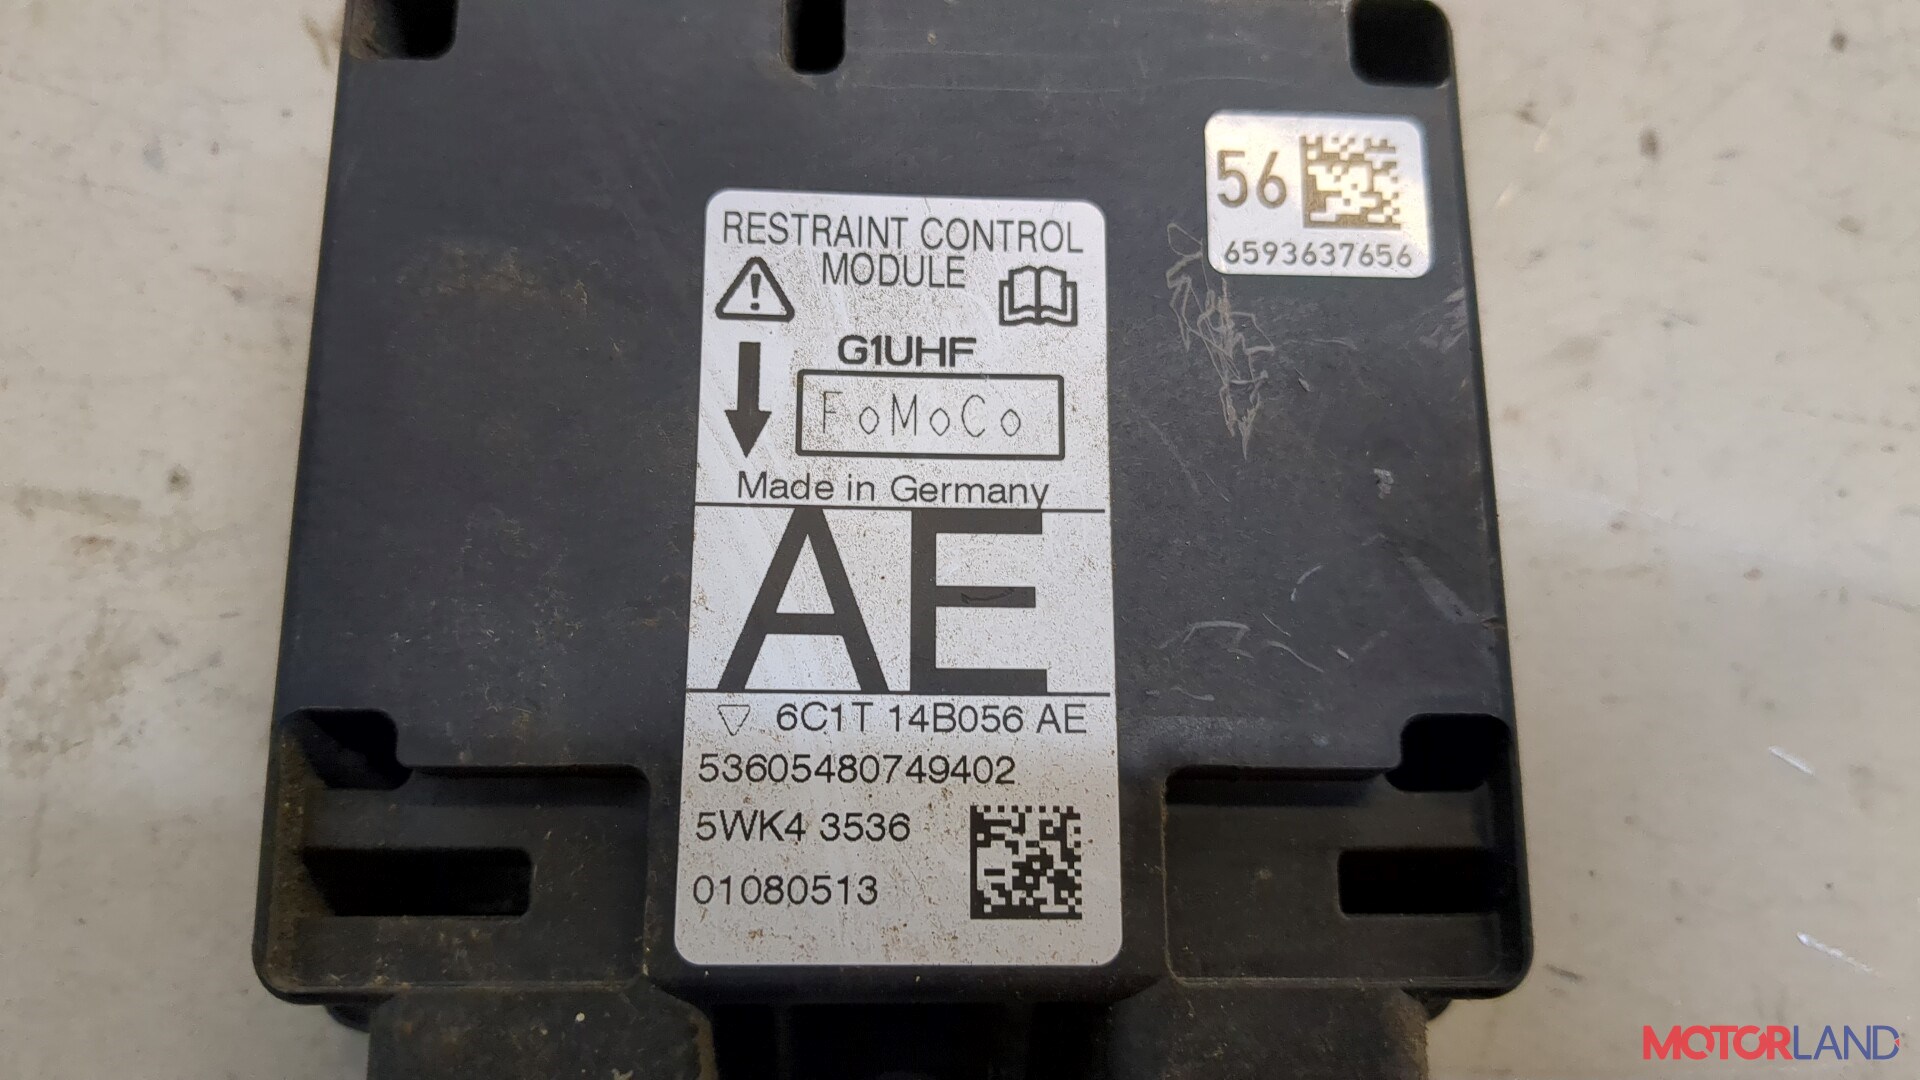 56
6593637656
RESTRAINT CONTROL
MODULE
G1UHF
FoMoCo
Made in Germany
AE
6C1T 14B056 AE
53605480749402
5WK4 3536
01080513
MOTORLAND